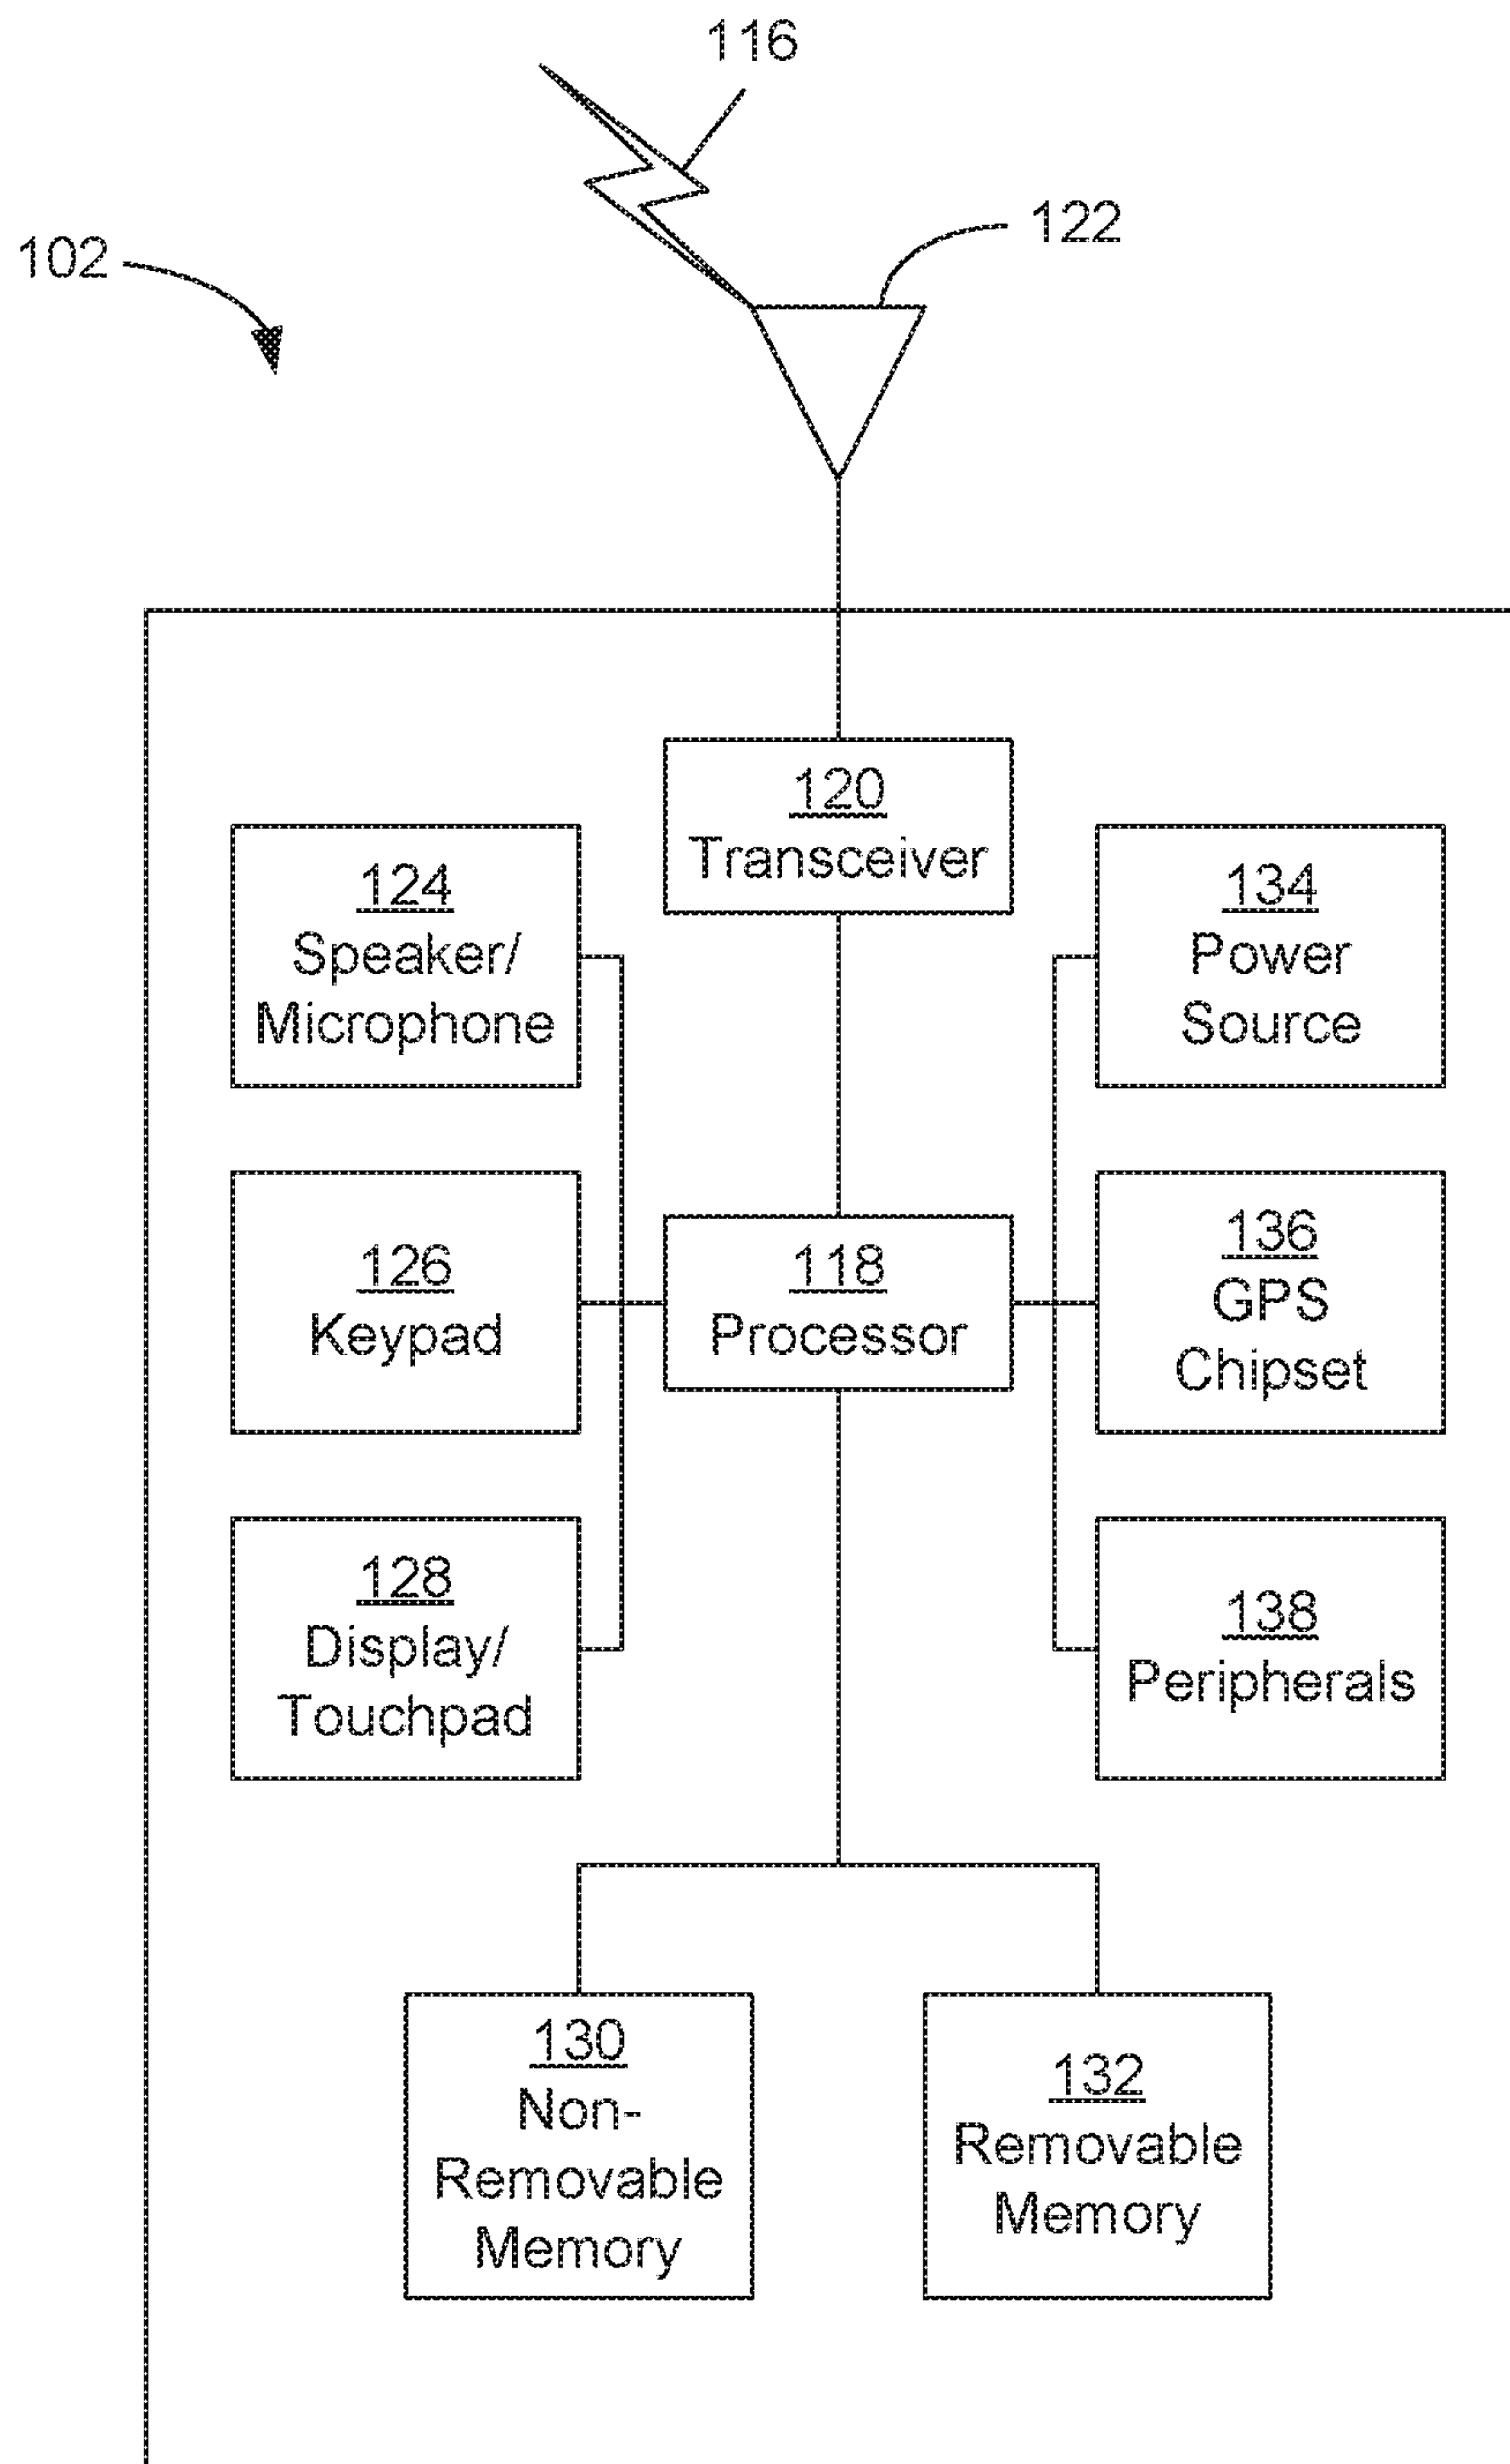 116
122
102
120
Transceiver
124
Speaker/
Microphone
134
Power
Source
126
Keypad
118
Processor
136
GPS
Chipset
128
Display/
Touchpad
138
Peripherals
130
Non-
Removable
Memory
132
Removable
Memory